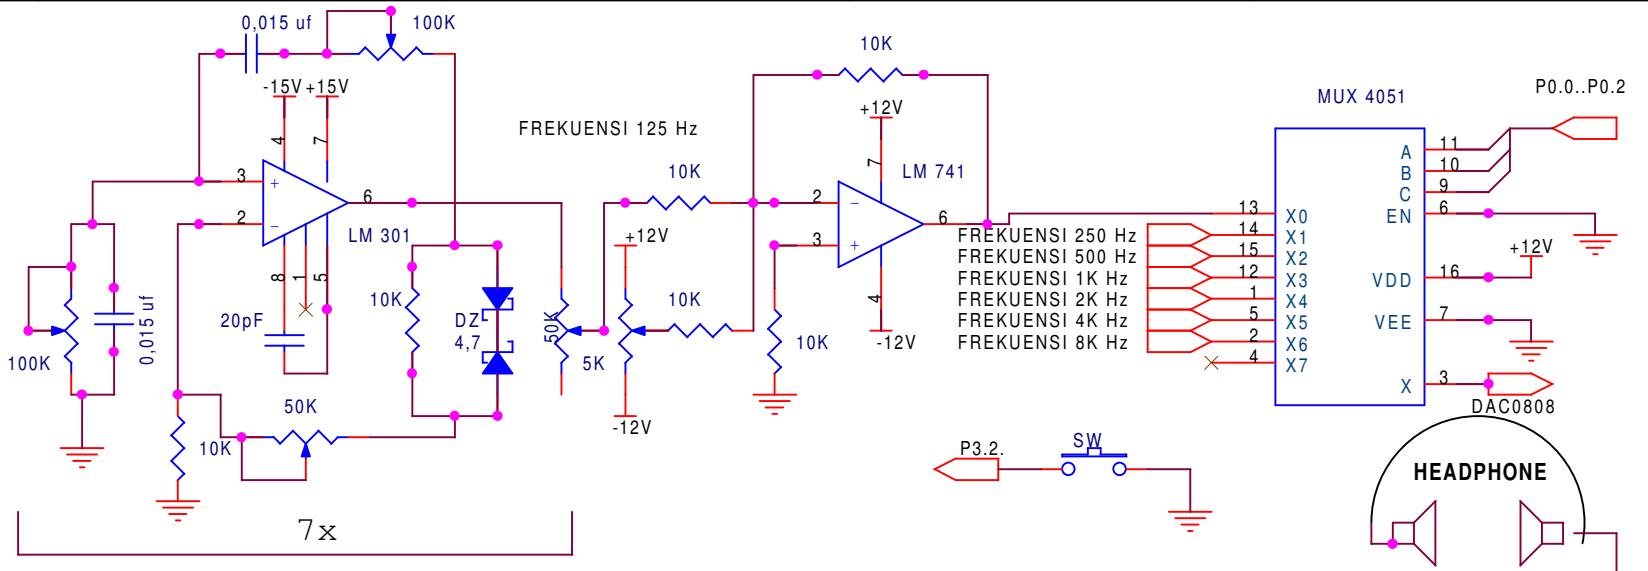 0,015 uf
100K
-15V
+15V
4
7
3
+
2
-
6
LM 301
8
1
5
20pF
100K
0,015 uf
10K
50K
10K
DZ
4,7
50K
7x
FREKUENSI 125 Hz
10K
10K
+12V
7
LM 741
2
-
3
+
6
4
-12V
+12V
10K
5K
-12V
10K
FREKUENSI 250 Hz
FREKUENSI 500 Hz
FREKUENSI 1K Hz
FREKUENSI 2K Hz
FREKUENSI 4K Hz
FREKUENSI 8K Hz
MUX 4051
13 X0
14 X1
15 X2
12 X3
1 X4
5 X5
2 X6
4 X7
A 11
B 10
C 9
EN 6
VDD 16
VEE 7
X 3
P0.0..P0.2
+12V
DAC0808
P3.2.
SW
HEADPHONE